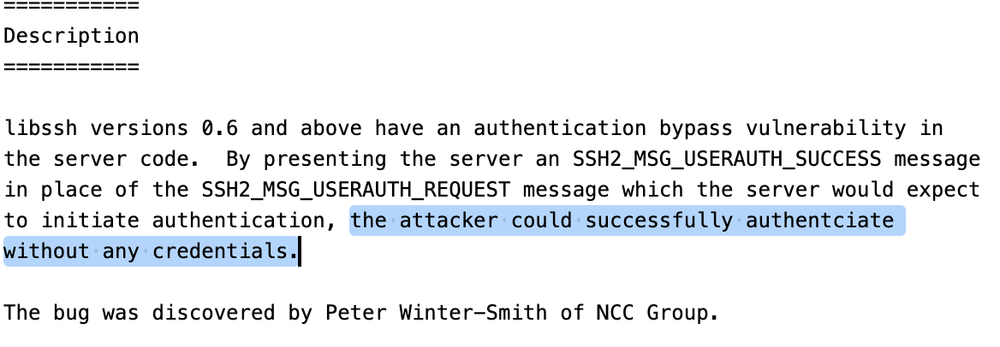 ===========
Description
===========
libssh versions 0.6 and above have an authentication bypass vulnerability in
the server code.  By presenting the server an SSH2_MSG_USERAUTH_SUCCESS message
in place of the SSH2_MSG_USERAUTH_REQUEST message which the server would expect
to initiate authentication, the attacker could successfully authentciate
without any credentials.
The bug was discovered by Peter Winter-Smith of NCC Group.